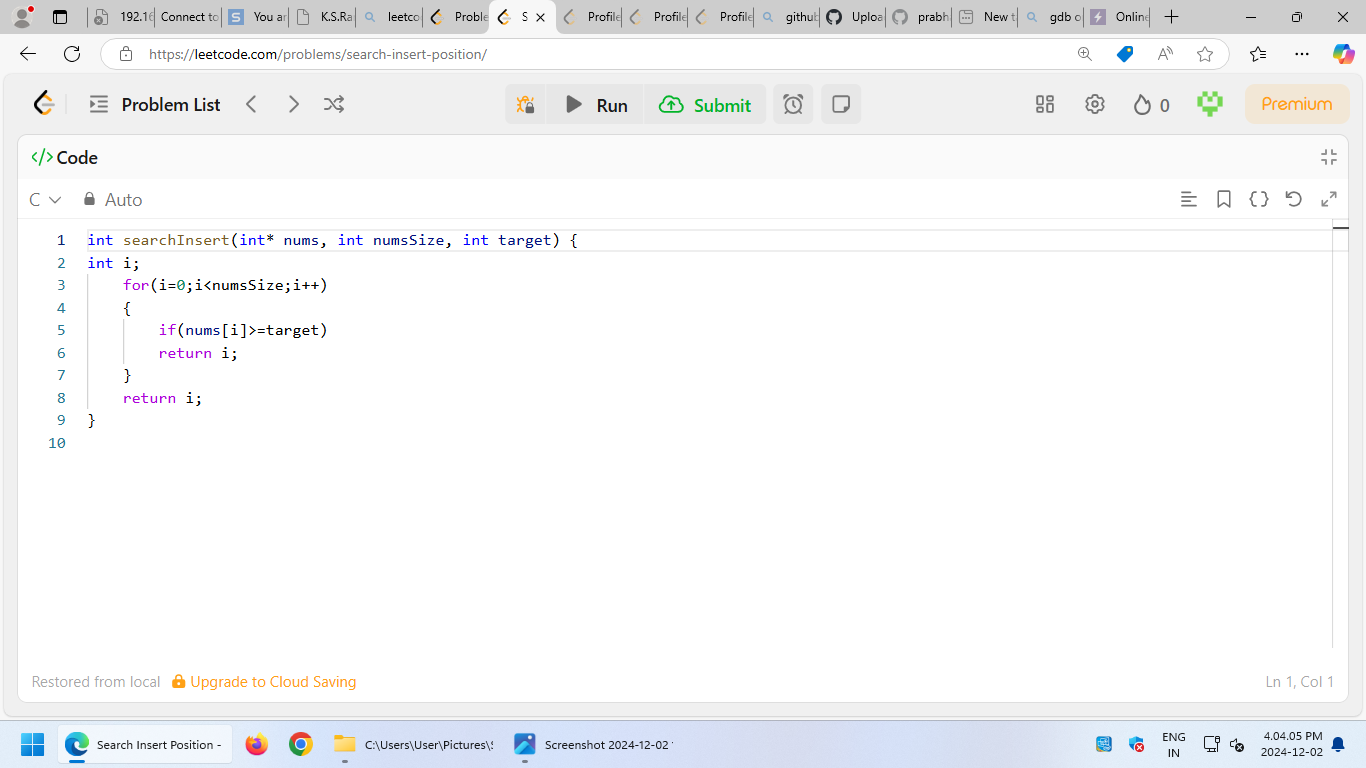 192.16 Connect to You ar K.S.Ra leetco Proble S Profile Profile Profile github Uploa prabh New t gdb o Online
https://leetcode.com/problems/search-insert-position/
Problem List Run Submit 0 Premium
</> Code
C Auto
1 int searchInsert(int* nums, int numsSize, int target) {
2 int i;
3 for(i=0;i<numsSize;i++)
4 {
5 if(nums[i]>=target)
6 return i;
7 }
8 return i;
9 }
10
Restored from local Upgrade to Cloud Saving Ln 1, Col 1
Search Insert Position - C:\Users\User\Pictures\S Screenshot 2024-12-02 ENG 4.04.05 PM
IN 2024-12-02